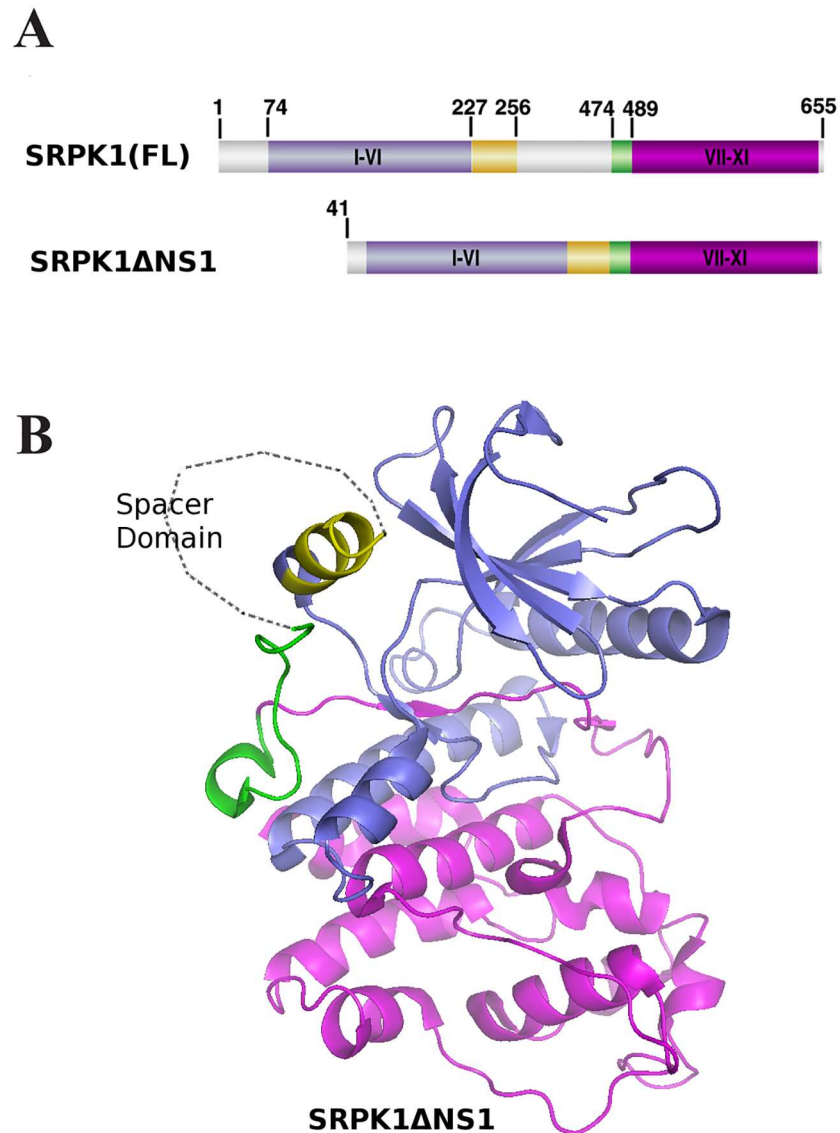 A
1 74 227 256 474 489 655
SRPK1(FL) I-VI VII-XI
41
SRPK1ΔNS1 I-VI VII-XI
B
Spacer
Domain
SRPK1ΔNS1